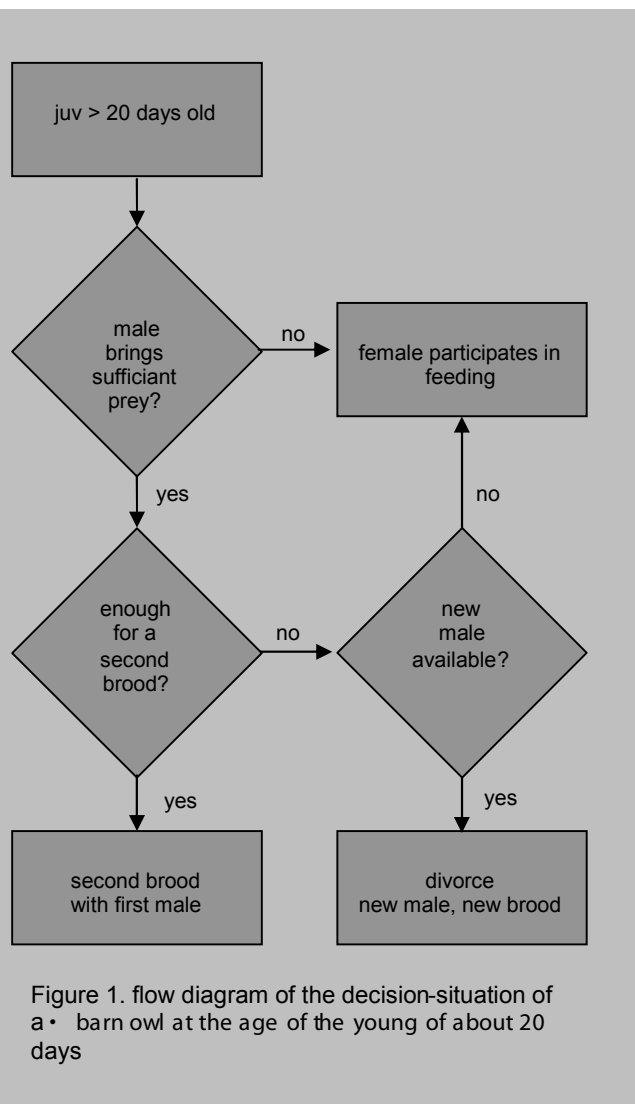 juv > 20 days old
male
brings
sufficiant
prey?
no
female participates in
feeding
yes
no
enough
for a
second
brood?
no
new
male
available?
yes
yes
second brood
with first male
divorce
new male, new brood
Figure 1. flow diagram of the decision-situation of
a · barn owl at the age of the young of about 20
days